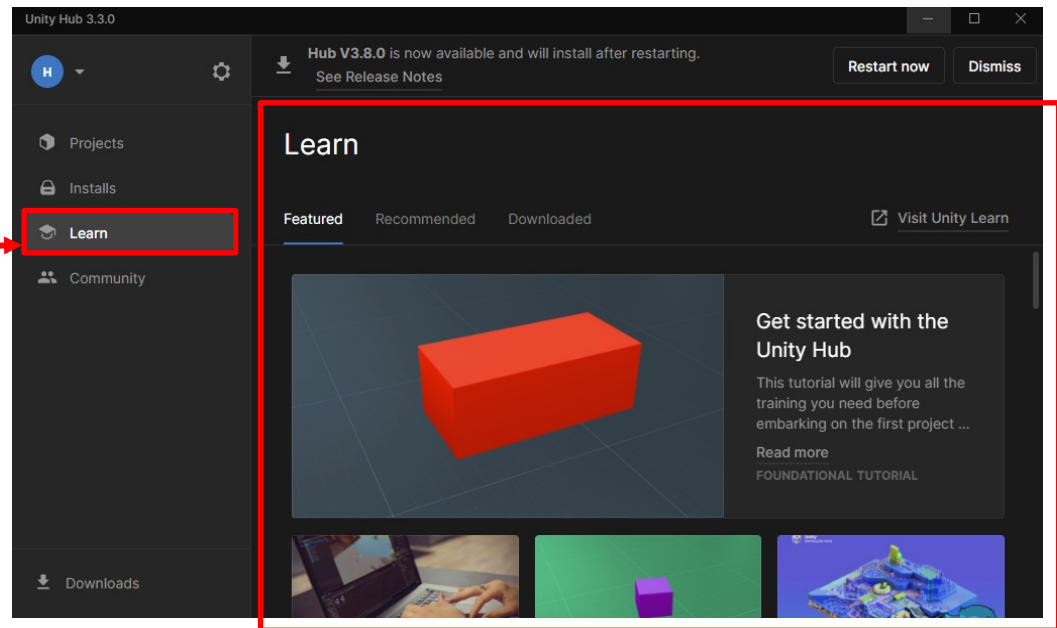 Unity Hub 3.3.0
H
Hub V3.8.0 is now available and will install after restarting.
See Release Notes
Restart now
Dismiss
Projects
Installs
Learn
Community
Downloads
Learn
Featured
Recommended
Downloaded
Visit Unity Learn
Get started with the
Unity Hub
This tutorial will give you all the
training you need before
embarking on the first project ...
Read more
FOUNDATIONAL TUTORIAL